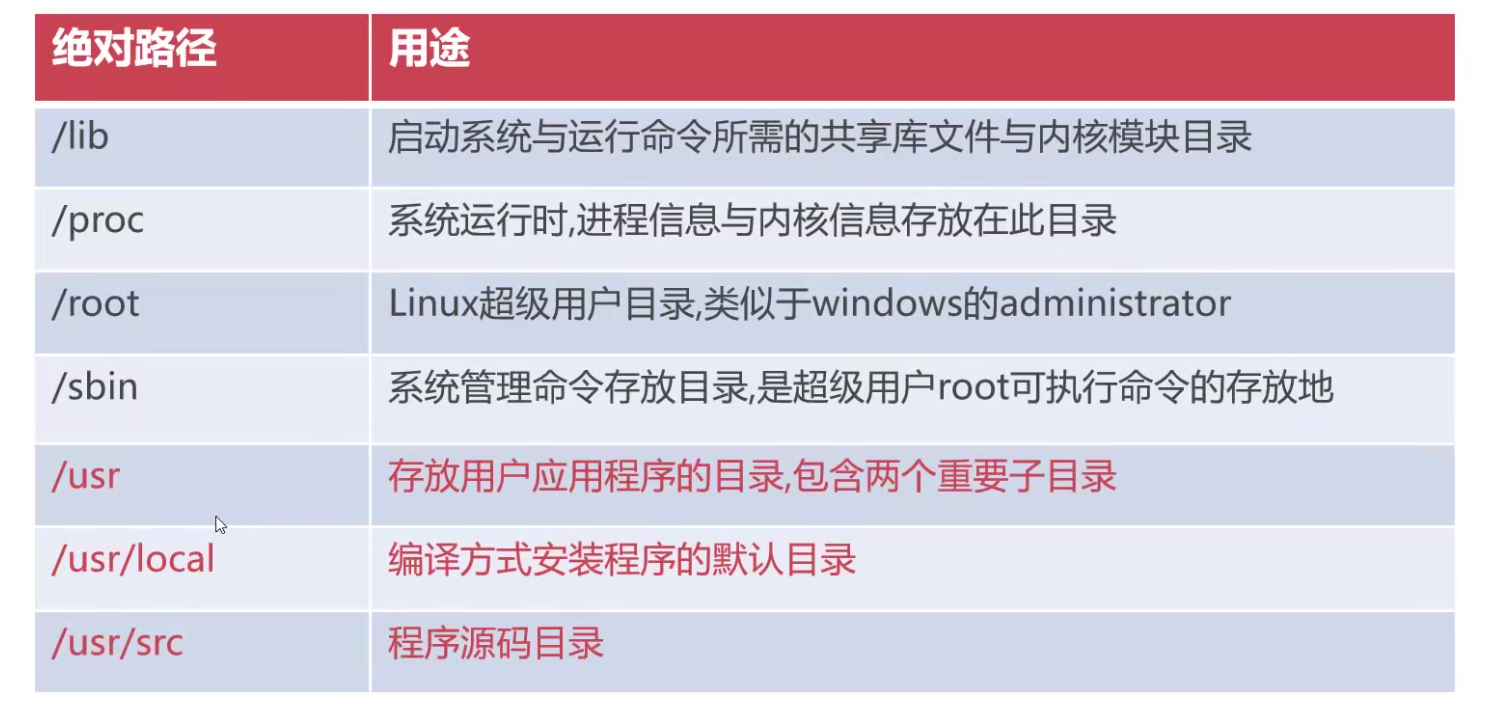 绝对路径 用途
/lib 启动系统与运行命令所需的共享库文件与内核模块目录
/proc 系统运行时,进程信息与内核信息存放在此目录
/root Linux超级用户目录,类似于windows的administrator
/sbin 系统管理命令存放目录,是超级用户root可执行命令的存放地
/usr 存放用户应用程序的目录,包含两个重要子目录
/usr/local 编译方式安装程序的默认目录
/usr/src 程序源码目录